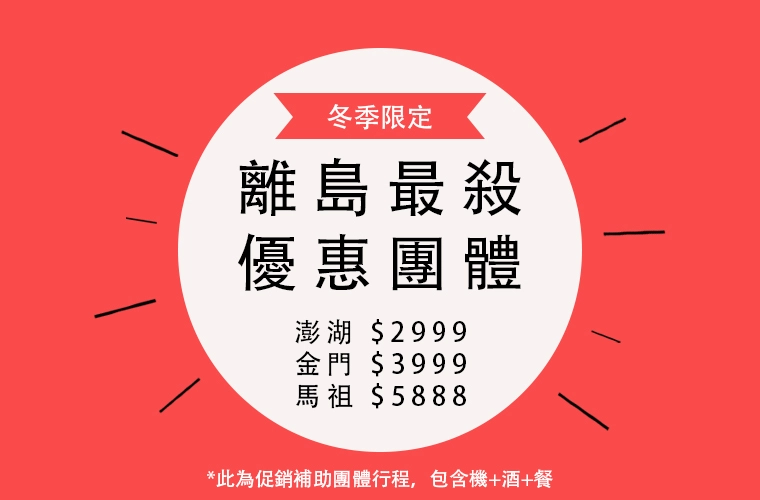 冬季限定
離島最殺
優惠團體
澎湖 $2999
金門 $3999
馬祖 $5888
*此為促銷補助團體行程，包含機+酒+餐